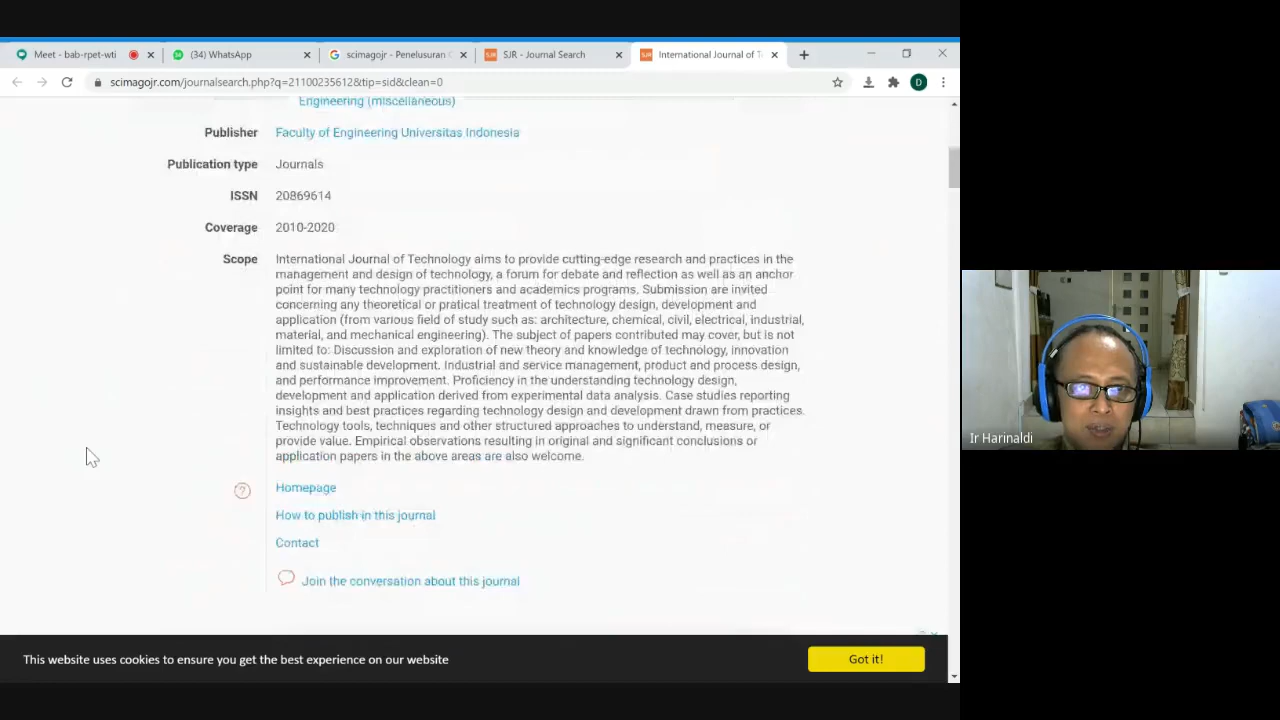 Meet - bab-rpet-wti
(34) WhatsApp
scimagojr - Penelusuran
SJR - Journal Search
International Journal of T
scimagojr.com/journalsearch.php?q=21100235612&tip=sid&clean=0
D
Engineering (miscellaneous)
Publisher Faculty of Engineering Universitas Indonesia
Publication type Journals
ISSN 20869614
Coverage 2010-2020
Scope International Journal of Technology aims to provide cutting-edge research and practices in the
management and design of technology, a forum for debate and reflection as well as an anchor
point for many technology practitioners and academics programs. Submission are invited
concerning any theoretical or pratical treatment of technology design, development and
application (from various field of study such as: architecture, chemical, civil, electrical, industrial,
material, and mechanical engineering). The subject of papers contributed may cover, but is not
limited to: Discussion and exploration of new theory and knowledge of technology, innovation
and sustainable development. Industrial and service management, product and process design,
and performance improvement. Proficiency in the understanding technology design,
development and application derived from experimental data analysis. Case studies reporting
insights and best practices regarding technology design and development drawn from practices.
Technology tools, techniques and other structured approaches to understand, measure, or
provide value. Empirical observations resulting in original and significant conclusions or
application papers in the above areas are also welcome.
Homepage
How to publish in this journal
Contact
Join the conversation about this journal
This website uses cookies to ensure you get the best experience on our website
Got it!
Ir Harinaldi